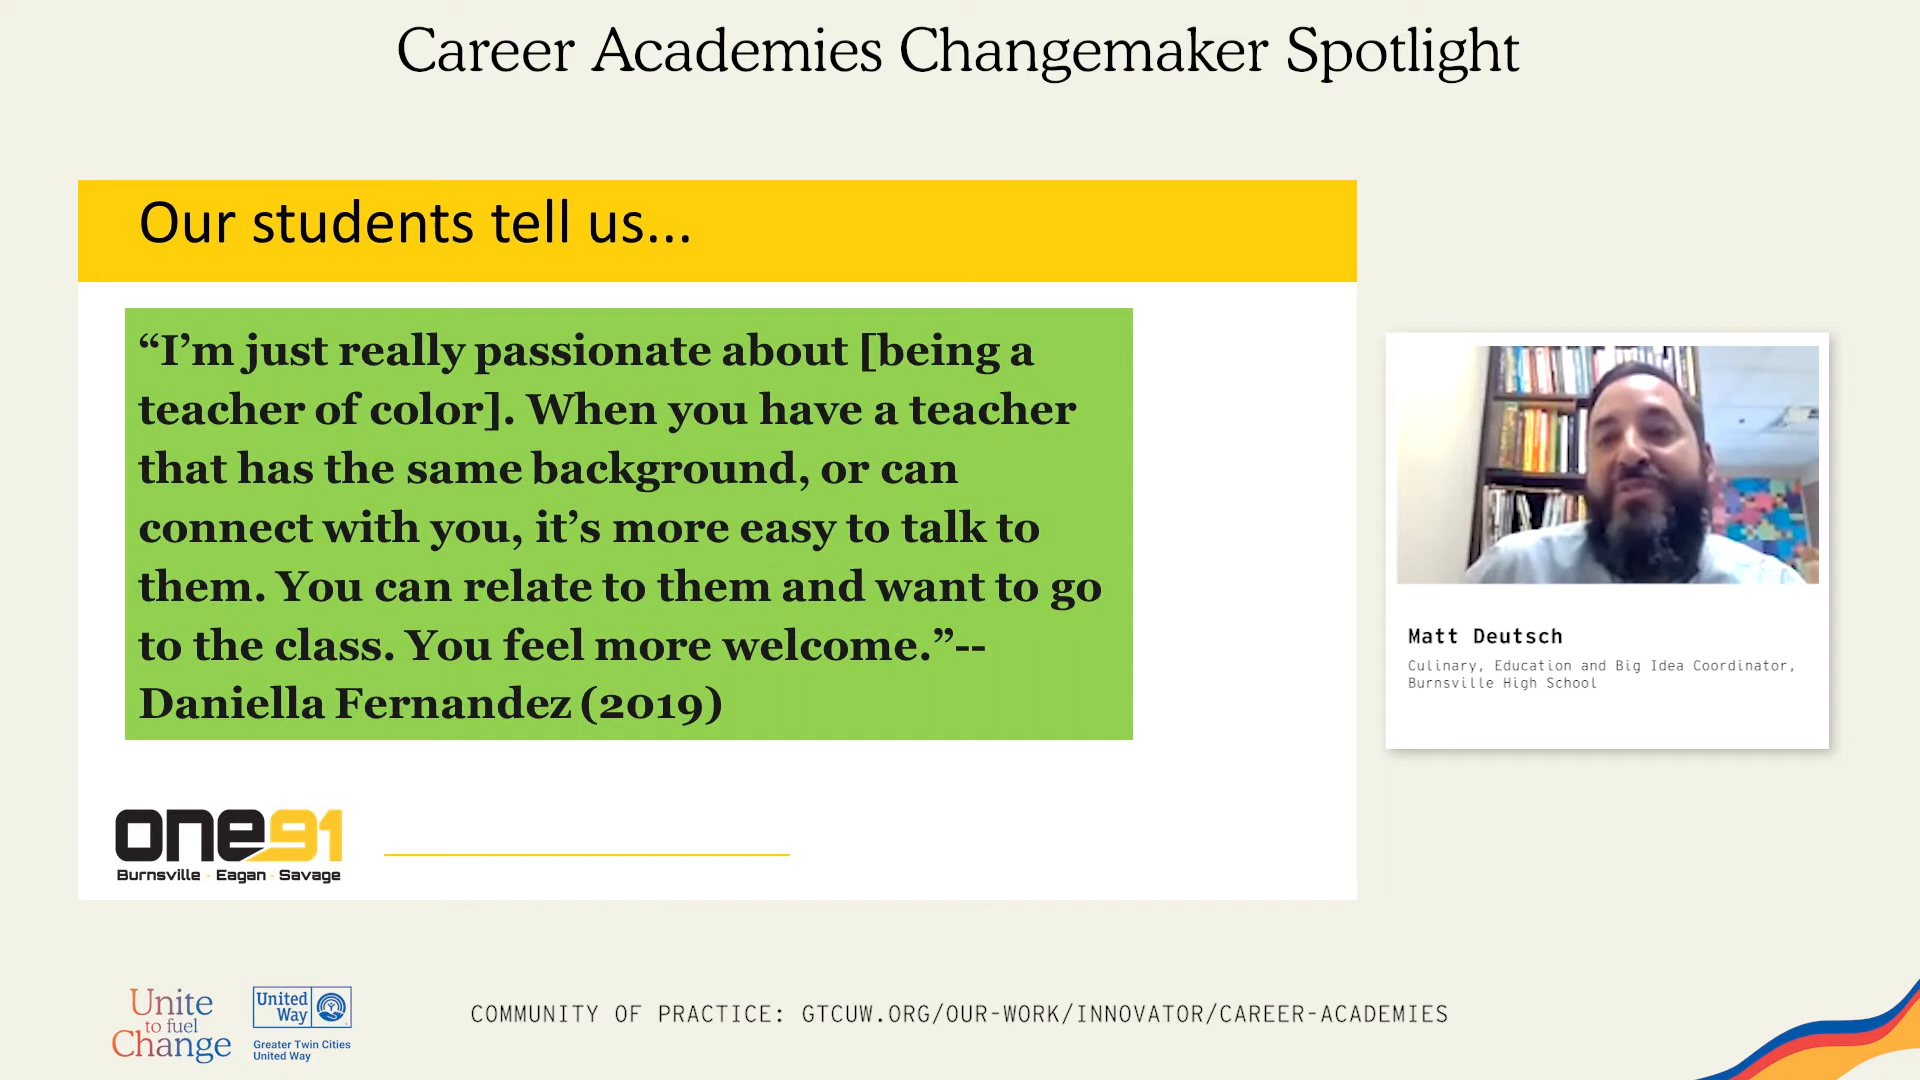 Career Academies Changemaker Spotlight
Our students tell us...
“I’m just really passionate about [being a
teacher of color]. When you have a teacher
that has the same background, or can
connect with you, it’s more easy to talk to
them. You can relate to them and want to go
to the class. You feel more welcome.”--
Daniella Fernandez (2019)
one91
Burnsville - Eagan - Savage
Matt Deutsch
Culinary, Education and Big Idea Coordinator,
Burnsville High School
Unite
to fuel
Change
United
Way
Greater Twin Cities
United Way
COMMUNITY OF PRACTICE: GTCUW.ORG/OUR-WORK/INNOVATOR/CAREER-ACADEMIES